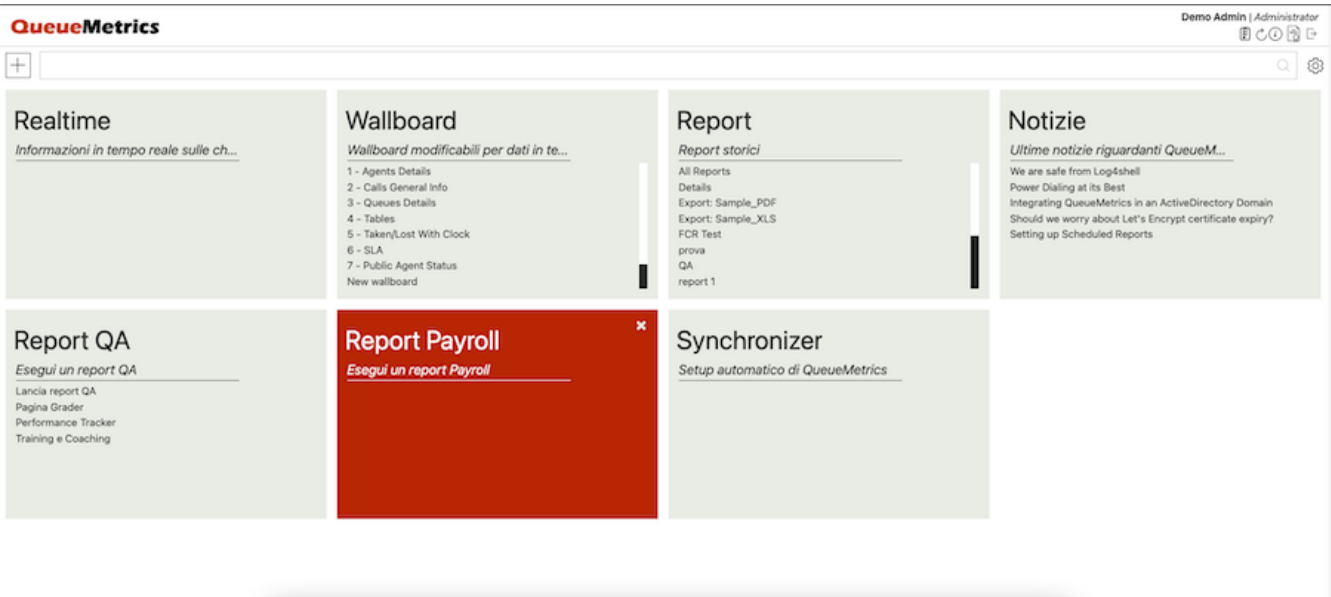 QueueMetrics
Demo Admin | Administrator
Realtime
Informazioni in tempo reale sulle ch...
Wallboard
Wallboard modificabili per dati in te...
1 - Agents Details
2 - Calls General Info
3 - Queues Details
4 - Tables
5 - Taken/Lost With Clock
6 - SLA
7 - Public Agent Status
New wallboard
Report
Report storici
All Reports
Details
Export: Sample_PDF
Export: Sample_XLS
FCR Test
prova
QA
report 1
Notizie
Ultime notizie riguardanti QueueM...
We are safe from Log4shell
Power Dialing at its Best
Integrating QueueMetrics in an ActiveDirectory Domain
Should we worry about Let's Encrypt certificate expiry?
Setting up Scheduled Reports
Report QA
Esegui un report QA
Lancia report QA
Pagina Grader
Performance Tracker
Training e Coaching
Report Payroll
Esegui un report Payroll
Synchronizer
Setup automatico di QueueMetrics